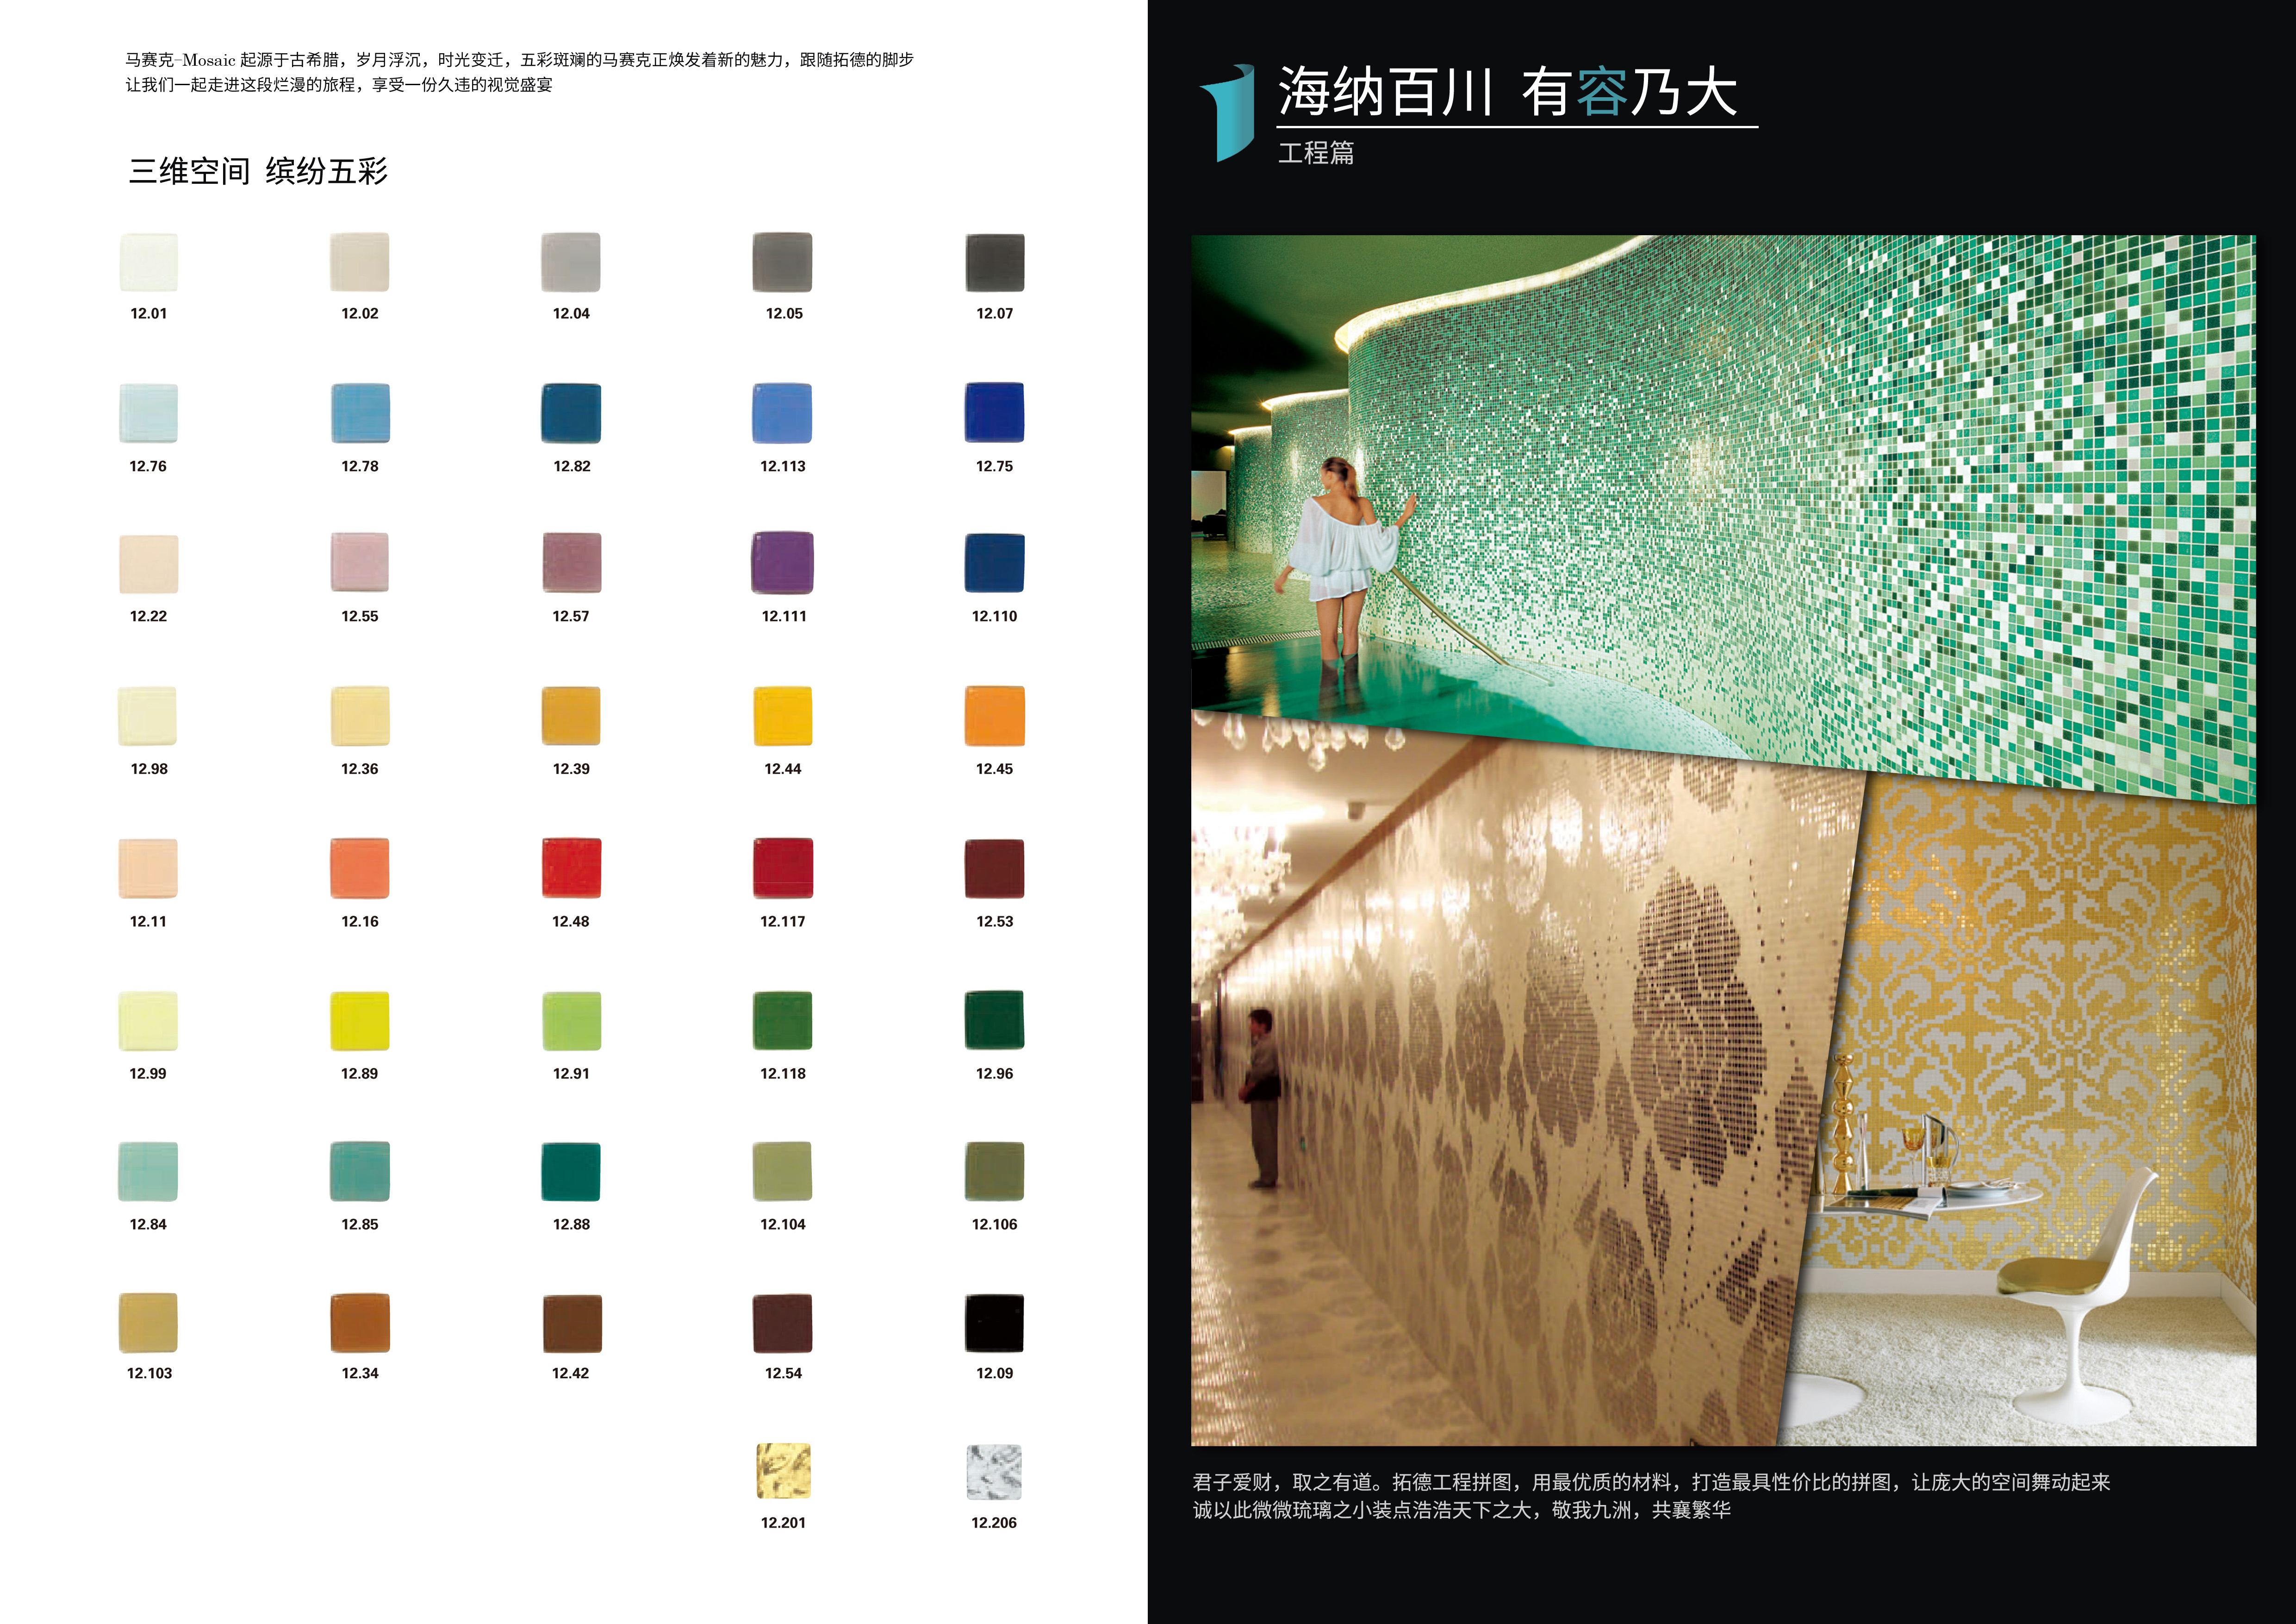 马赛克-Mosaic 起源于古希腊，岁月浮沉，时光变迁，五彩斑斓的马赛克正焕发着新的魅力，跟随拓德的脚步
让我们一起走进这段烂漫的旅程，享受一份久违的视觉盛宴
三维空间 缤纷五彩
12.01 12.02 12.04 12.05 12.07
12.76 12.78 12.82 12.113 12.75
12.22 12.55 12.57 12.111 12.110
12.98 12.36 12.39 12.44 12.45
12.11 12.16 12.48 12.117 12.53
12.99 12.89 12.91 12.118 12.96
12.84 12.85 12.88 12.104 12.106
12.103 12.34 12.42 12.54 12.09
12.201 12.206
海纳百川 有容乃大
工程篇
君子爱财，取之有道。拓德工程拼图，用最优质的材料，打造最具性价比的拼图，让庞大的空间舞动起来
诚以此微微琉璃之小装点浩浩天下之大，敬我九洲，共襄繁华